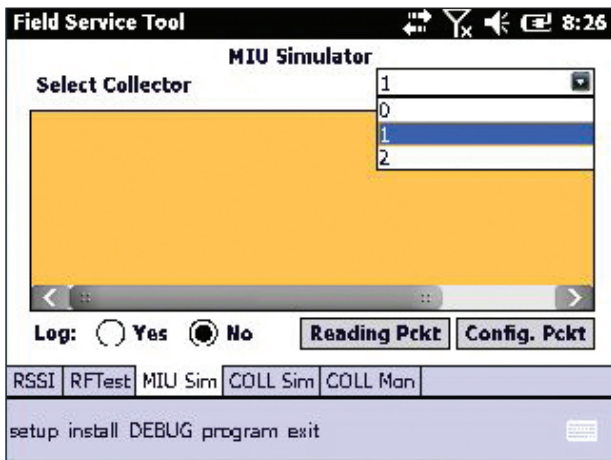 Field Service Tool 8:26
MIU Simulator
Select Collector 1
0
1
2
Log: Yes No Reading Pckt Config. Pckt
RSSI RFTest MIU Sim COLL Sim COLL Man
setup install DEBUG program exit